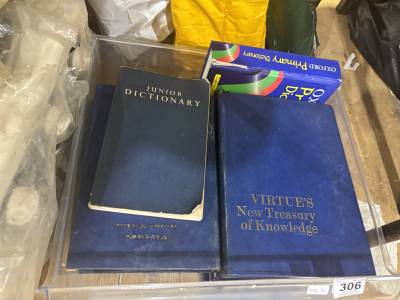 OXFORD Primary Dictionary
JUNIOR
DICTIONARY
VIRTUE'S
New Treasury
of Knowledge
306